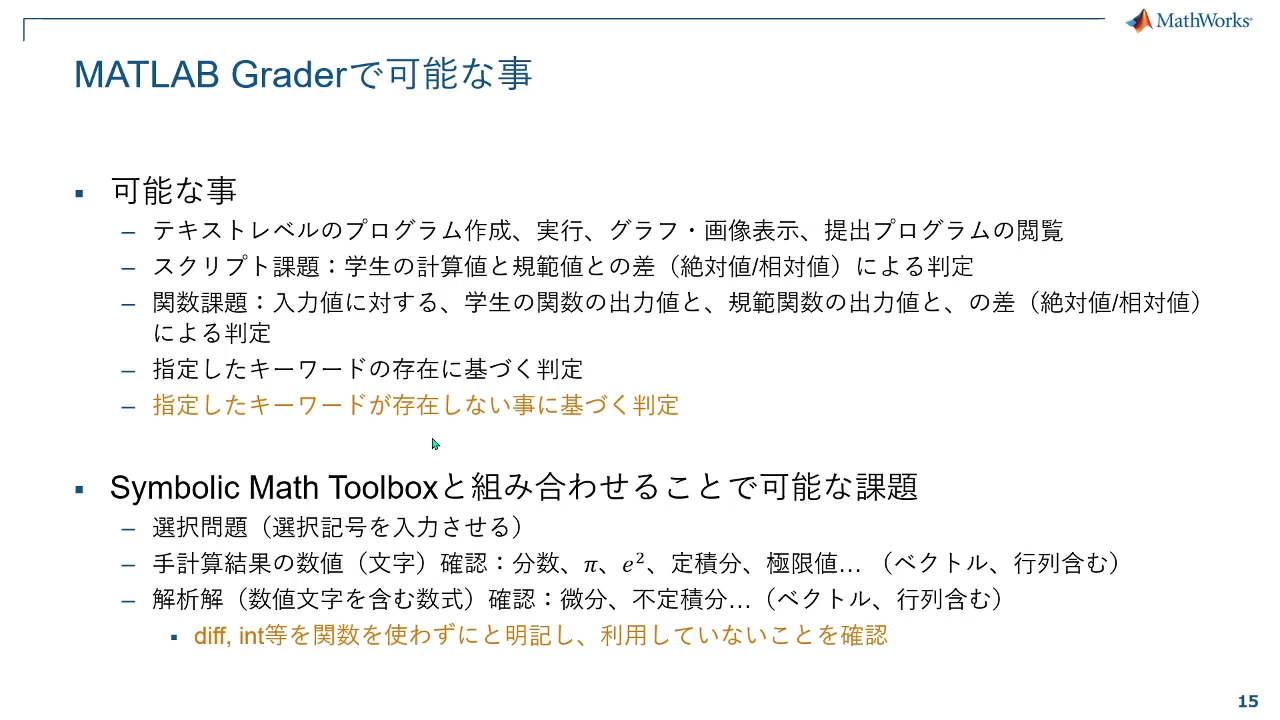 MathWorks
MATLAB Graderで可能な事
▪ 可能な事
– テキストレベルのプログラム作成、実行、グラフ・画像表示、提出プログラムの閲覧
– スクリプト課題：学生の計算値と規範値との差（絶対値/相対値）による判定
– 関数課題：入力値に対する、学生の関数の出力値と、規範関数の出力値と、の差（絶対値/相対値）
による判定
– 指定したキーワードの存在に基づく判定
– 指定したキーワードが存在しない事に基づく判定
▪ Symbolic Math Toolboxと組み合わせることで可能な課題
– 選択問題（選択記号を入力させる）
– 手計算結果の数値（文字）確認：分数、π、e²、定積分、極限値…（ベクトル、行列含む）
– 解析解（数値文字を含む数式）確認：微分、不定積分…（ベクトル、行列含む）
▪ diff, int等を関数を使わずにと明記し、利用していないことを確認
15